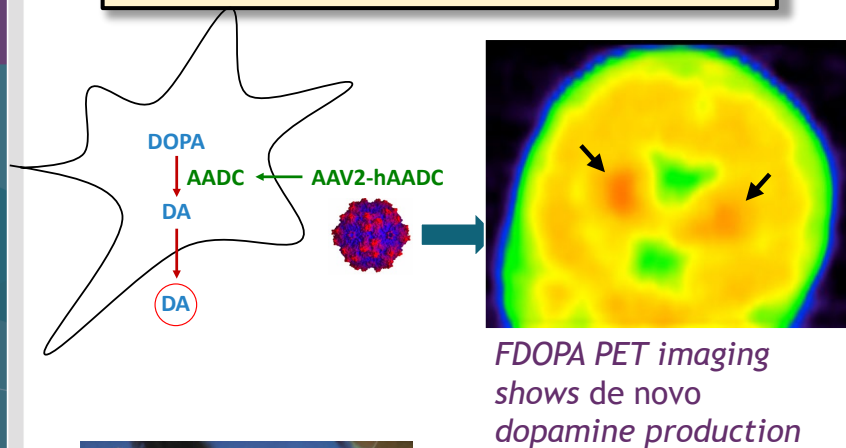 DOPA
AADC
AAV2-hAADC
DA
DA
FDOPA PET imaging
shows de novo
dopamine production